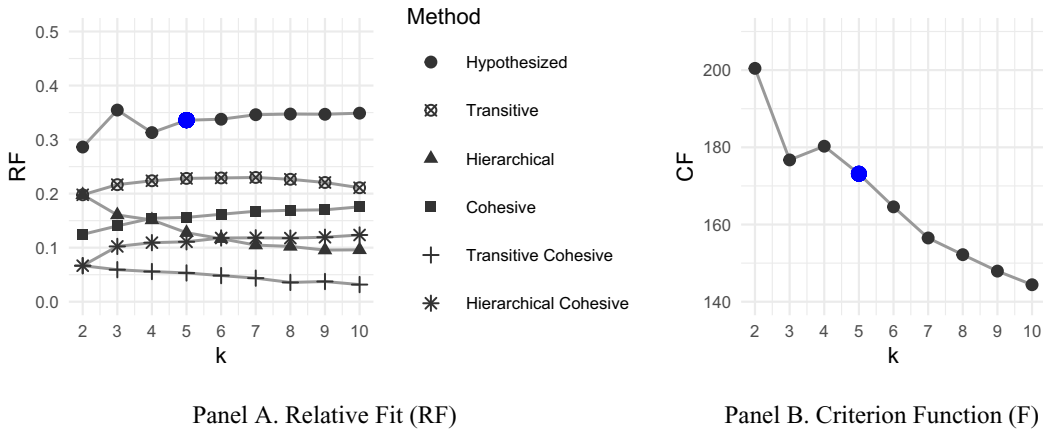 RF
0.5
0.4
0.3
0.2
0.1
0.0
2 3 4 5 6 7 8 9 10
k
Method
Hypothesized
Transitive
Hierarchical
Cohesive
Transitive Cohesive
Hierarchical Cohesive
CF
200
180
160
140
2 3 4 5 6 7 8 9 10
k
Panel A. Relative Fit (RF)
Panel B. Criterion Function (F)